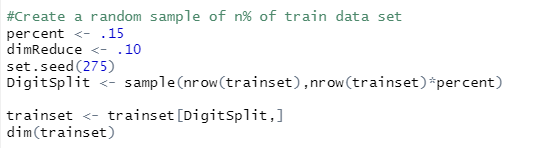 #Create a random sample of n% of train data set
percent <- .15
dimReduce <- .10
set.seed(275)
DigitSplit <- sample(nrow(trainset),nrow(trainset)*percent)
trainset <- trainset[DigitSplit,]
dim(trainset)